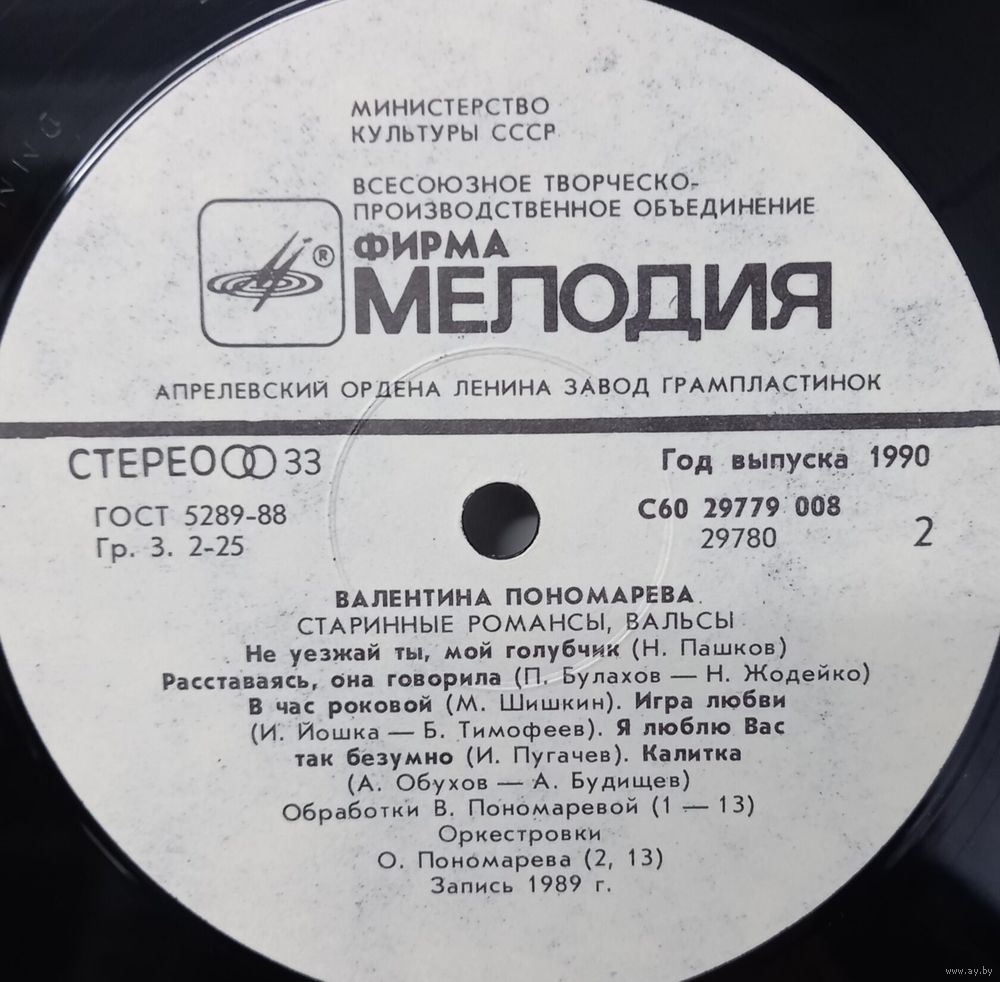 МИНИСТЕРСТВО
КУЛЬТУРЫ СССР
ВСЕСОЮЗНОЕ ТВОРЧЕСКО-
ПРОИЗВОДСТВЕННОЕ ОБЪЕДИНЕНИЕ
ФИРМА
® МЕЛОДИЯ
АПРЕЛЕВСКИЙ ОРДЕНА ЛЕНИНА ЗАВОД ГРАМПЛАСТИНОК
СТЕРЕО 33
Год выпуска 1990
ГОСТ 5289-88
С60 29779 008
Гр. 3. 2-25
29780
2
ВАЛЕНТИНА ПОНОМАРЕВА
СТАРИННЫЕ РОМАНСЫ, ВАЛЬСЫ
Не уезжай ты, мой голубчик (Н. Пашков)
Расставаясь, она говорила (П. Булахов — Н. Жодейко)
В час роковой (М. Шишкин). Игра любви
(И. Йошка — Б. Тимофеев). Я люблю Вас
так безумно (И. Пугачев). Калитка
(А. Обухов — А. Будищев)
Обработки В. Пономаревой (1 — 13)
Оркестровки
О. Пономарева (2, 13)
Запись 1989 г.
www.ay.by